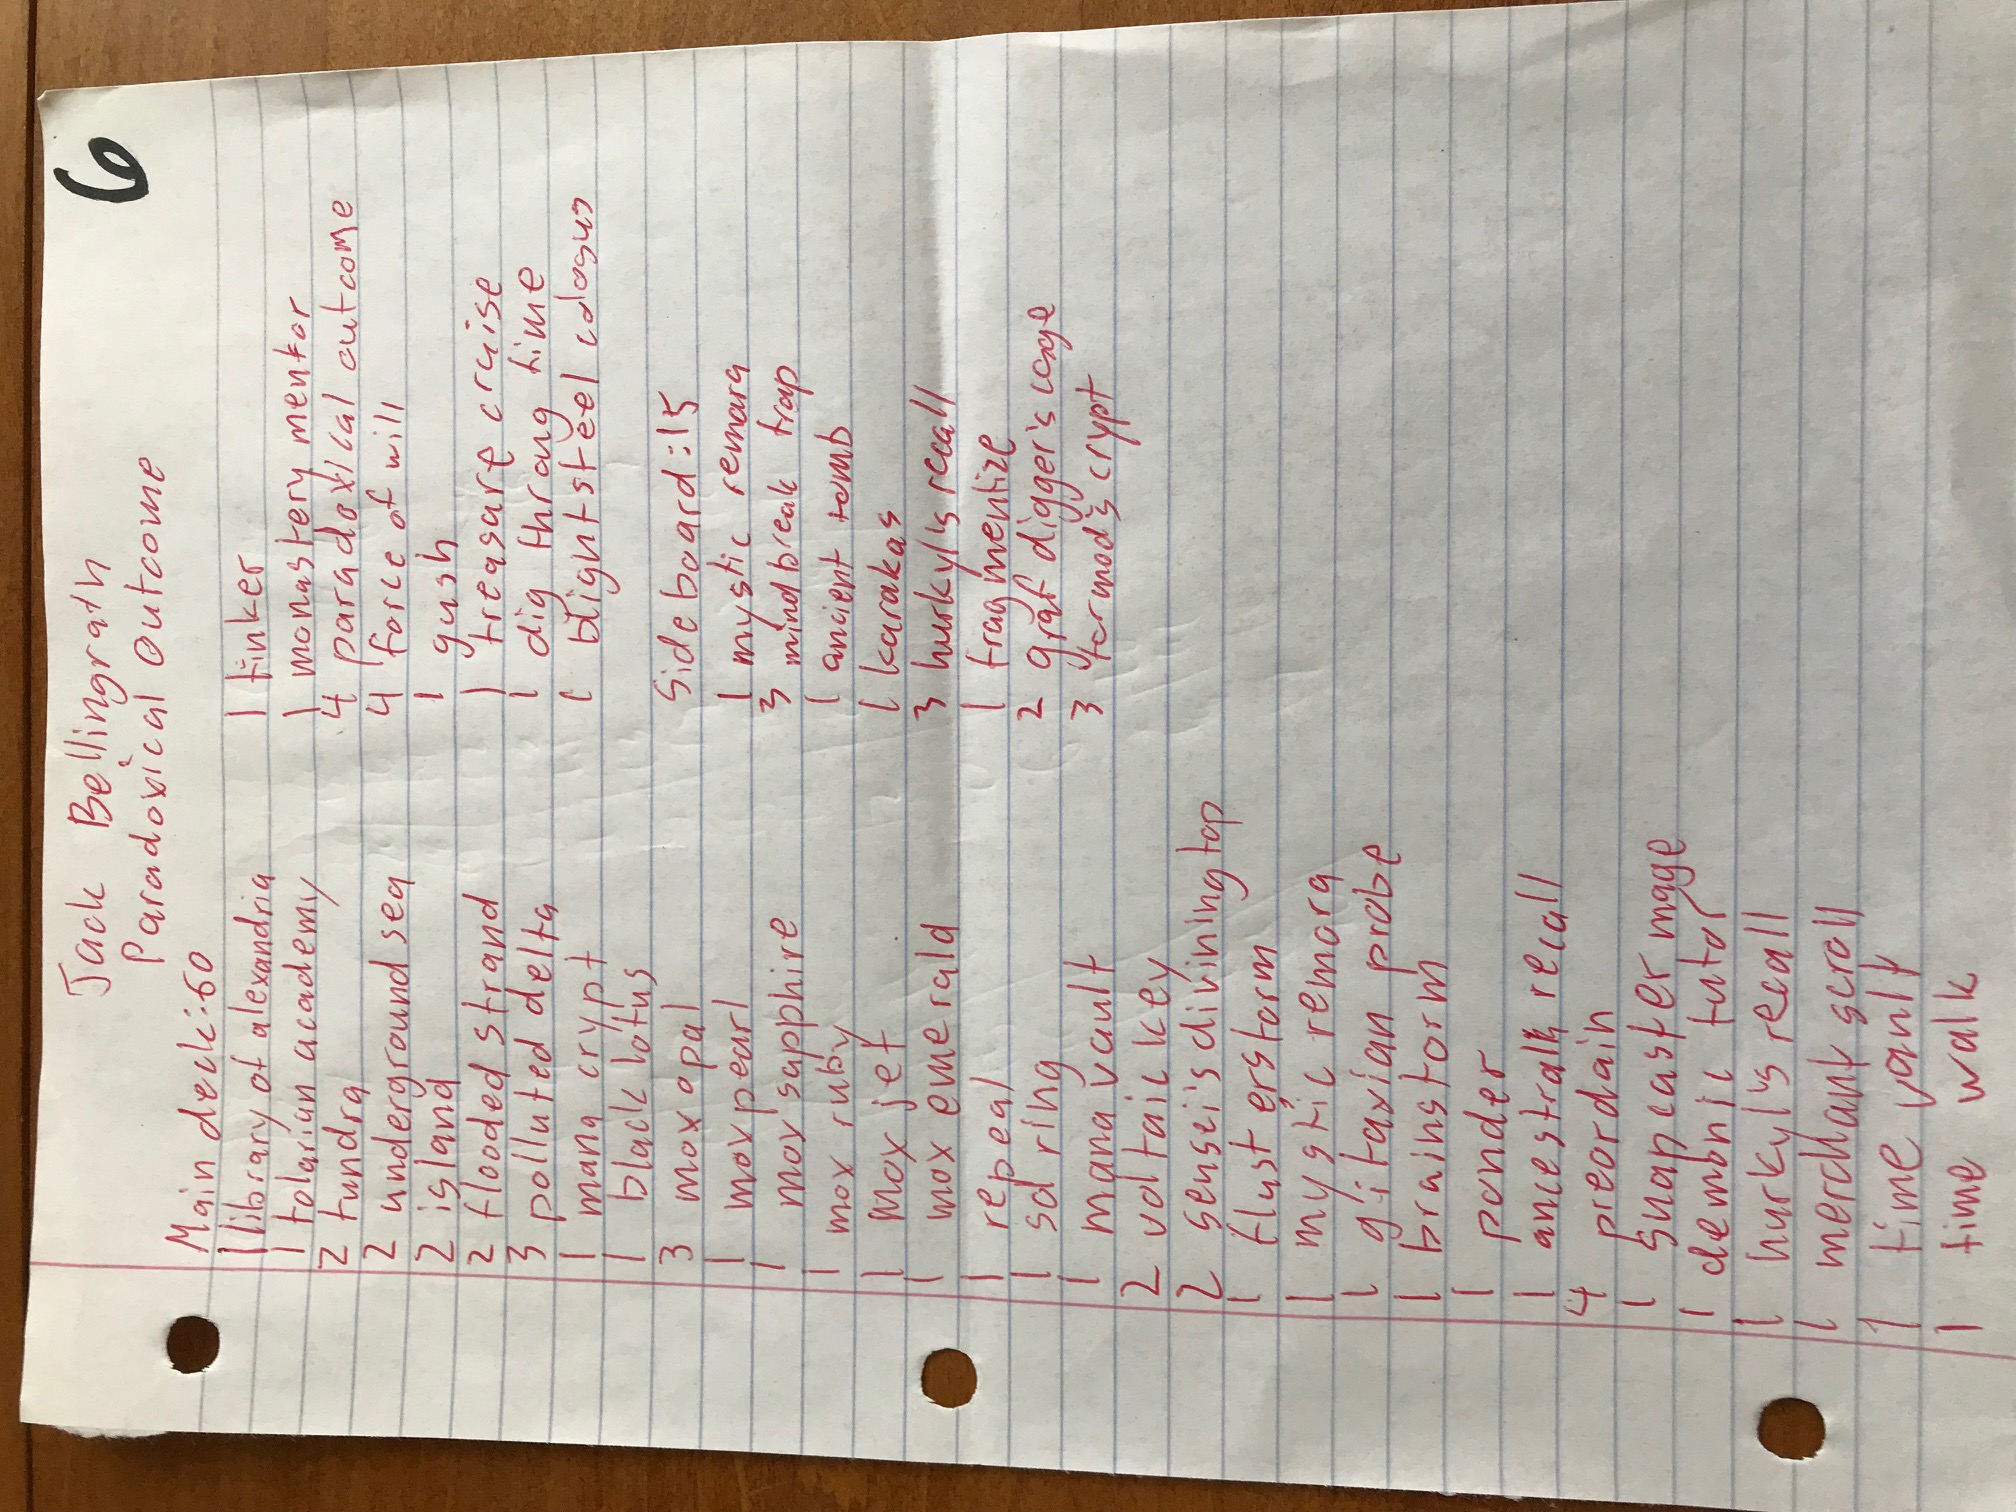 Jack Bellingrath
6
Paradoxical Outcome
Main deck:60
1 library of alexandria
1 tolarian academy
2 tundra
2 underground sea
2 island
2 flooded strand
3 polluted delta
1 mana crypt
1 black lotus
3 mox opal
1 mox pearl
1 mox sapphire
1 mox ruby
1 mox jet
1 mox emerald
1 repeal
1 sol ring
1 mana vault
2 voltaic key
2 sensei's divining top
1 flusterstorm
1 mystic remora
1 gitaxian probe
1 brainstorm
1 ponder
1 ancestral recall
4 preordain
1 snapcaster mage
1 demonic tutor
1 hurkyl's recall
1 merchant scroll
1 time vault
1 time walk
1 tinker
1 monastery mentor
4 paradoxical outcome
4 force of will
1 gush
1 treasure cruise
1 dig throug time
1 blightsteel colosus
Sideboard:15
1 mystic remora
3 mindbreak trap
1 ancient tomb
1 karakas
3 hurkyl's recall
1 fragmentize
2 graf digger's cage
3 tormod's crypt